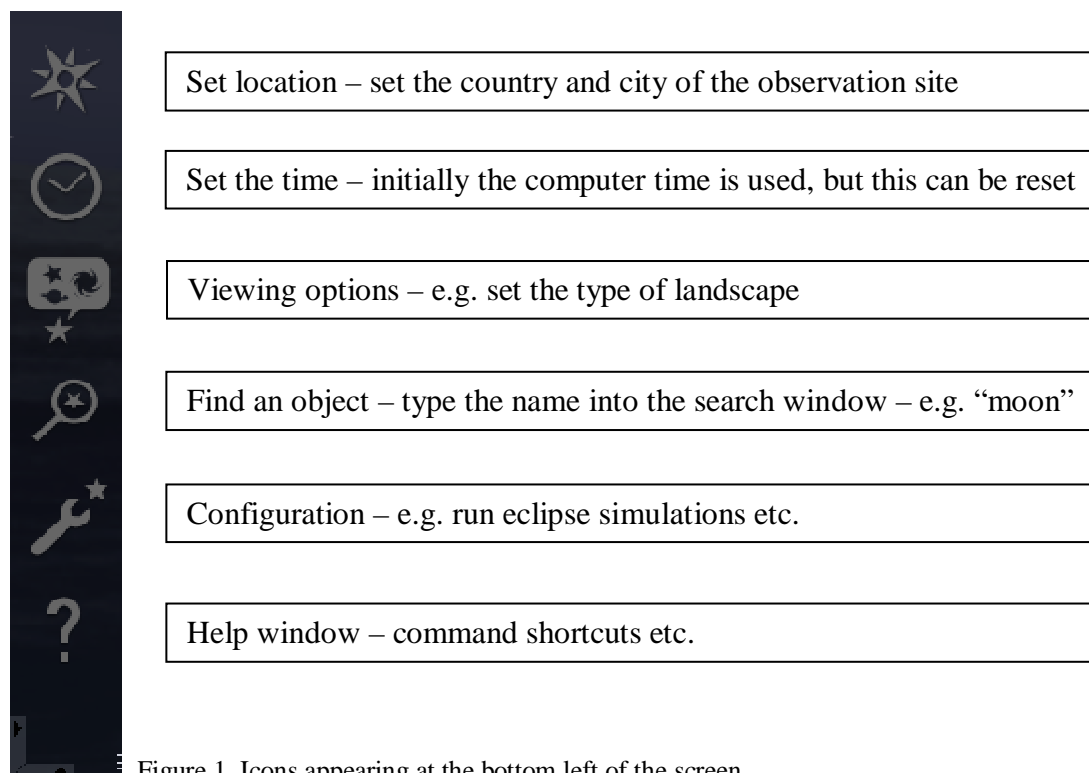 Set location – set the country and city of the observation site
Set the time – initially the computer time is used, but this can be reset
Viewing options – e.g. set the type of landscape
Find an object – type the name into the search window – e.g. “moon”
Configuration – e.g. run eclipse simulations etc.
?
Help window – command shortcuts etc.
Figure 1. Icons appearing at the bottom left of the screen